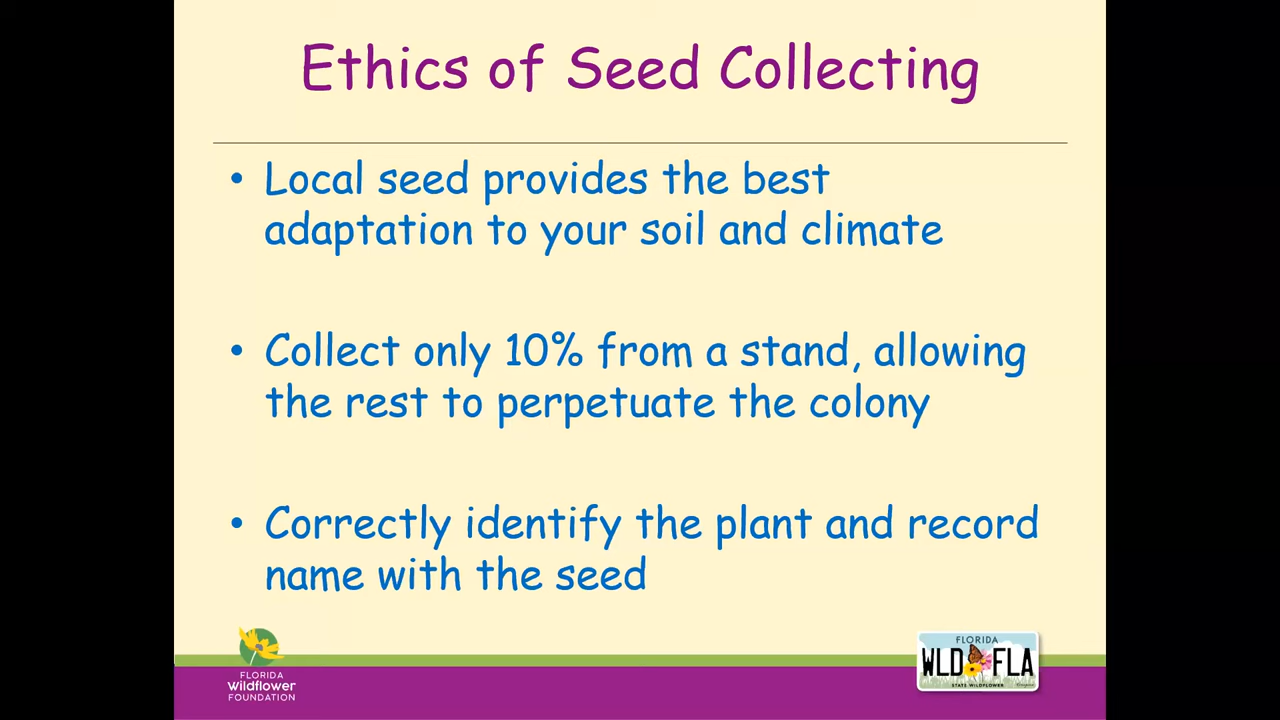 Ethics of Seed Collecting
• Local seed provides the best
adaptation to your soil and climate
• Collect only 10% from a stand, allowing
the rest to perpetuate the colony
• Correctly identify the plant and record
name with the seed
FLORIDA
Wildflower
FOUNDATION
FLORIDA
WLD FLA
STATE WILDFLOWER